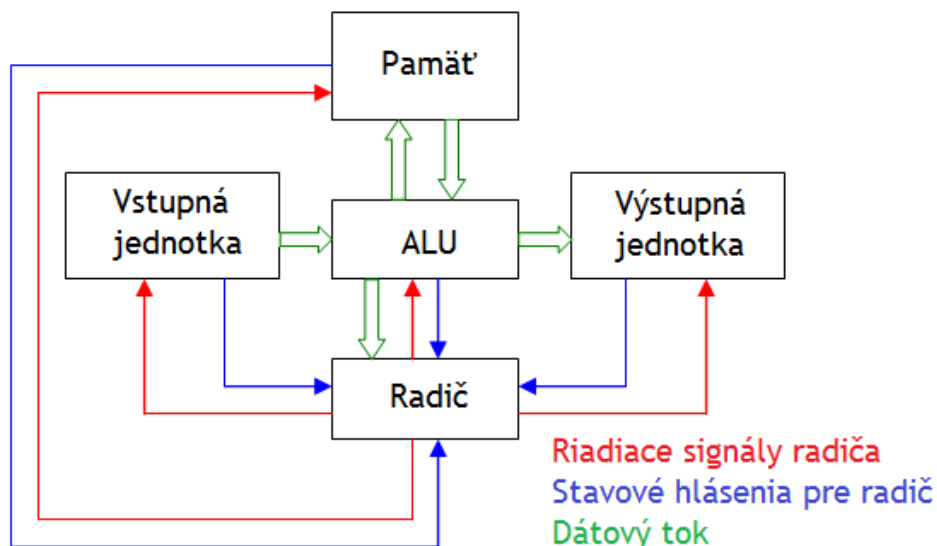 Pamäť
Vstupná
jednotka
ALU
Výstupná
jednotka
Radič
Riadiace signály radiča
Stavové hlásenia pre radič
Dátový tok